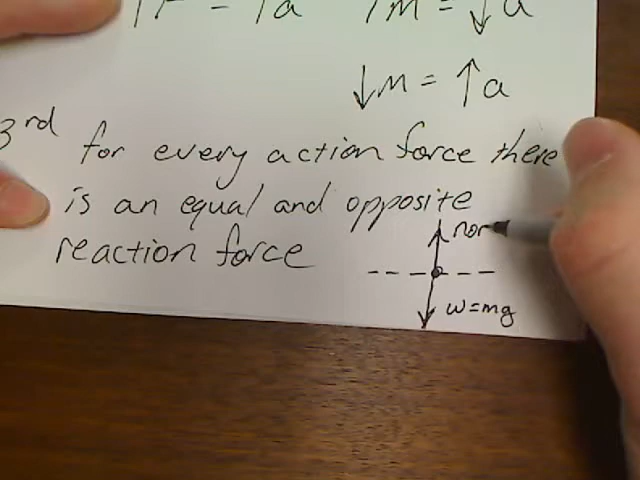 ↑F = ↑a ↑m = ↓a
↓m = ↑a
3rd for every action force there
is an equal and opposite
nor
reaction force
w=mg